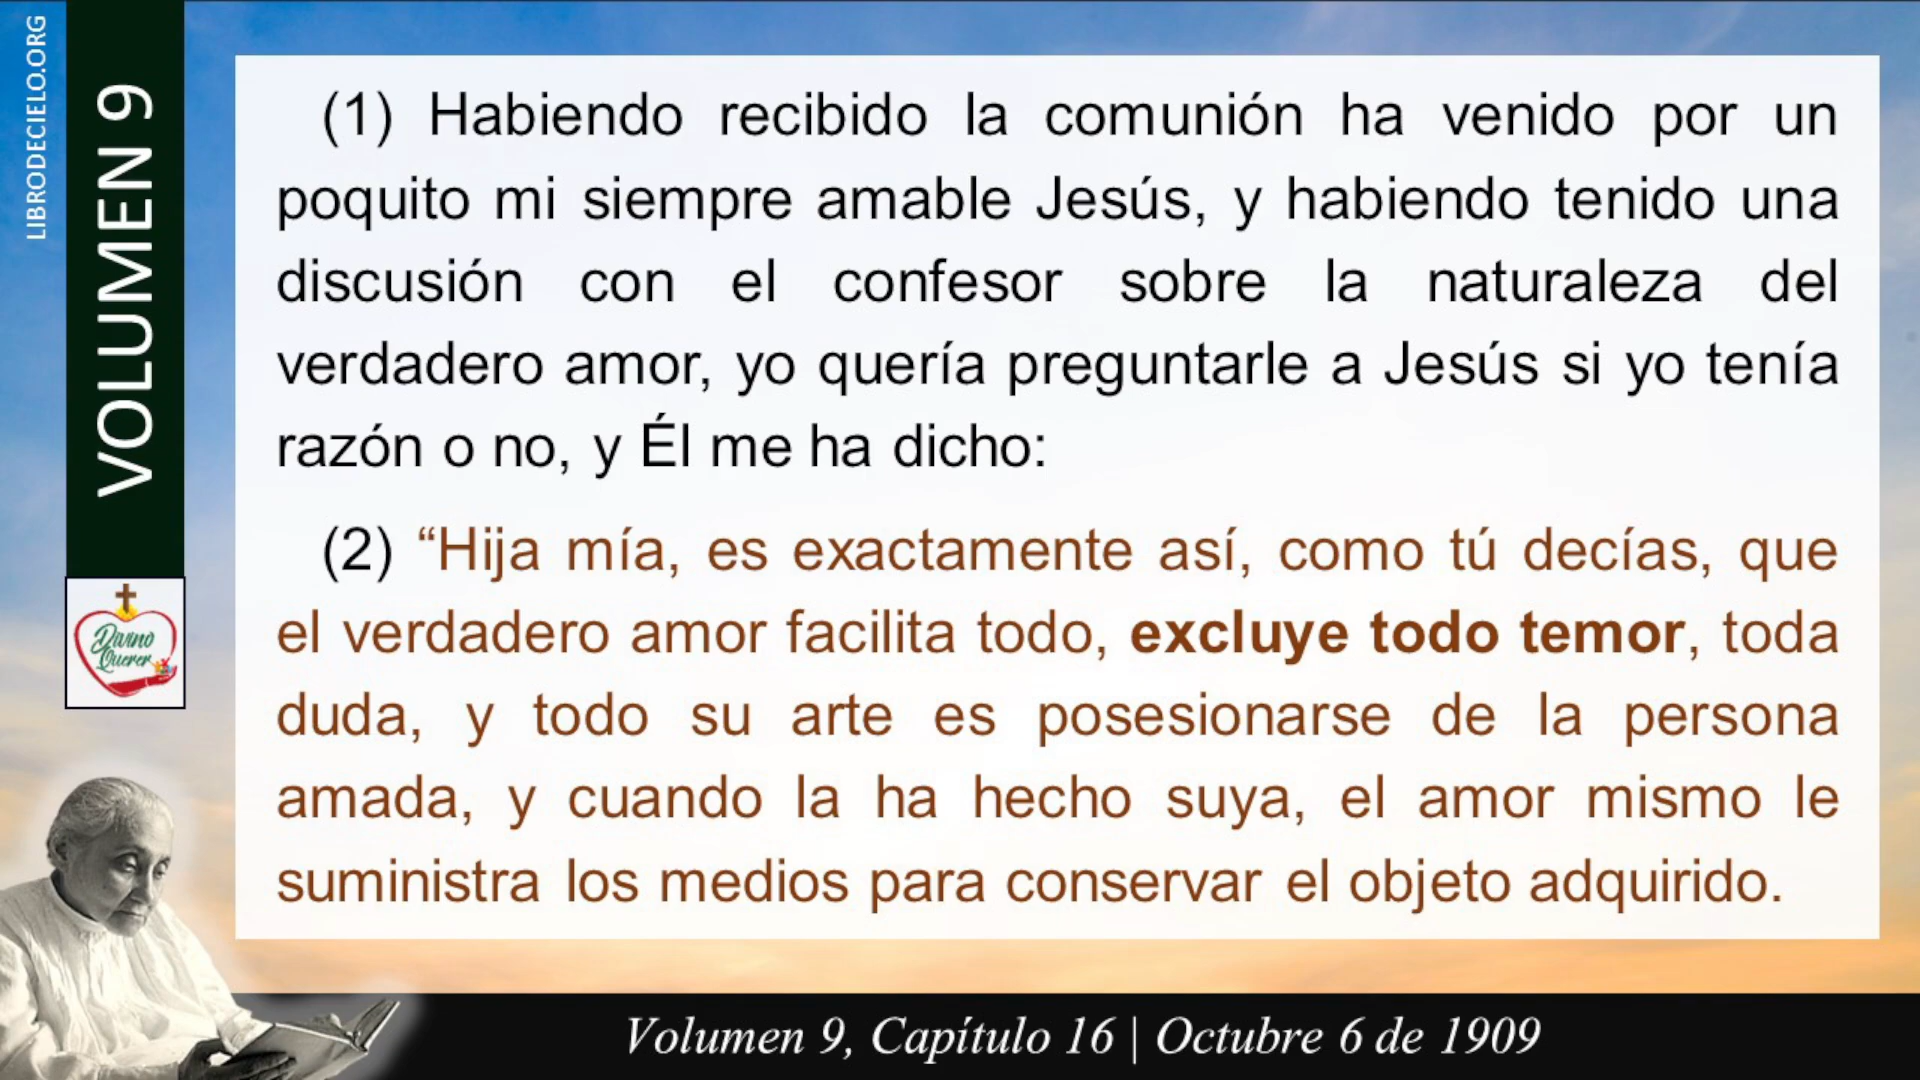 LIBRODECIELO.ORG
VOLUMEN 9
Divino
Querer
(1) Habiendo recibido la comunión ha venido por un
poquito mi siempre amable Jesús, y habiendo tenido una
discusión con el confesor sobre la naturaleza del
verdadero amor, yo quería preguntarle a Jesús si yo tenía
razón o no, y Él me ha dicho:
(2) “Hija mía, es exactamente así, como tú decías, que
el verdadero amor facilita todo, excluye todo temor, toda
duda, y todo su arte es posesionarse de la persona
amada, y cuando la ha hecho suya, el amor mismo le
suministra los medios para conservar el objeto adquirido.
Volumen 9, Capítulo 16 | Octubre 6 de 1909